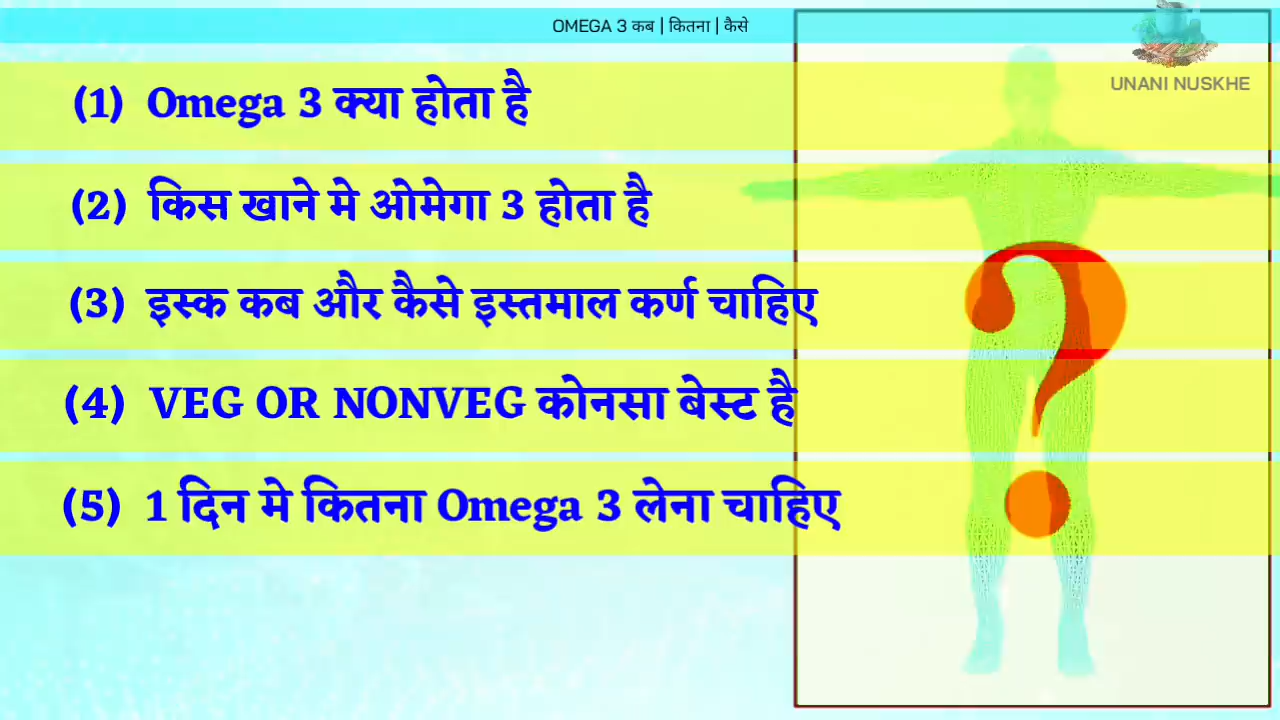 OMEGA 3 कब | कितना | कैसे
UNANI NUSKHE
(1) Omega 3 क्या होता है
(2) किस खाने मे ओमेगा 3 होता है
(3) इस्क कब और कैसे इस्तमाल कर्ण चाहिए
(4) VEG OR NONVEG कोनसा बेस्ट है
(5) 1 दिन मे कितना Omega 3 लेना चाहिए